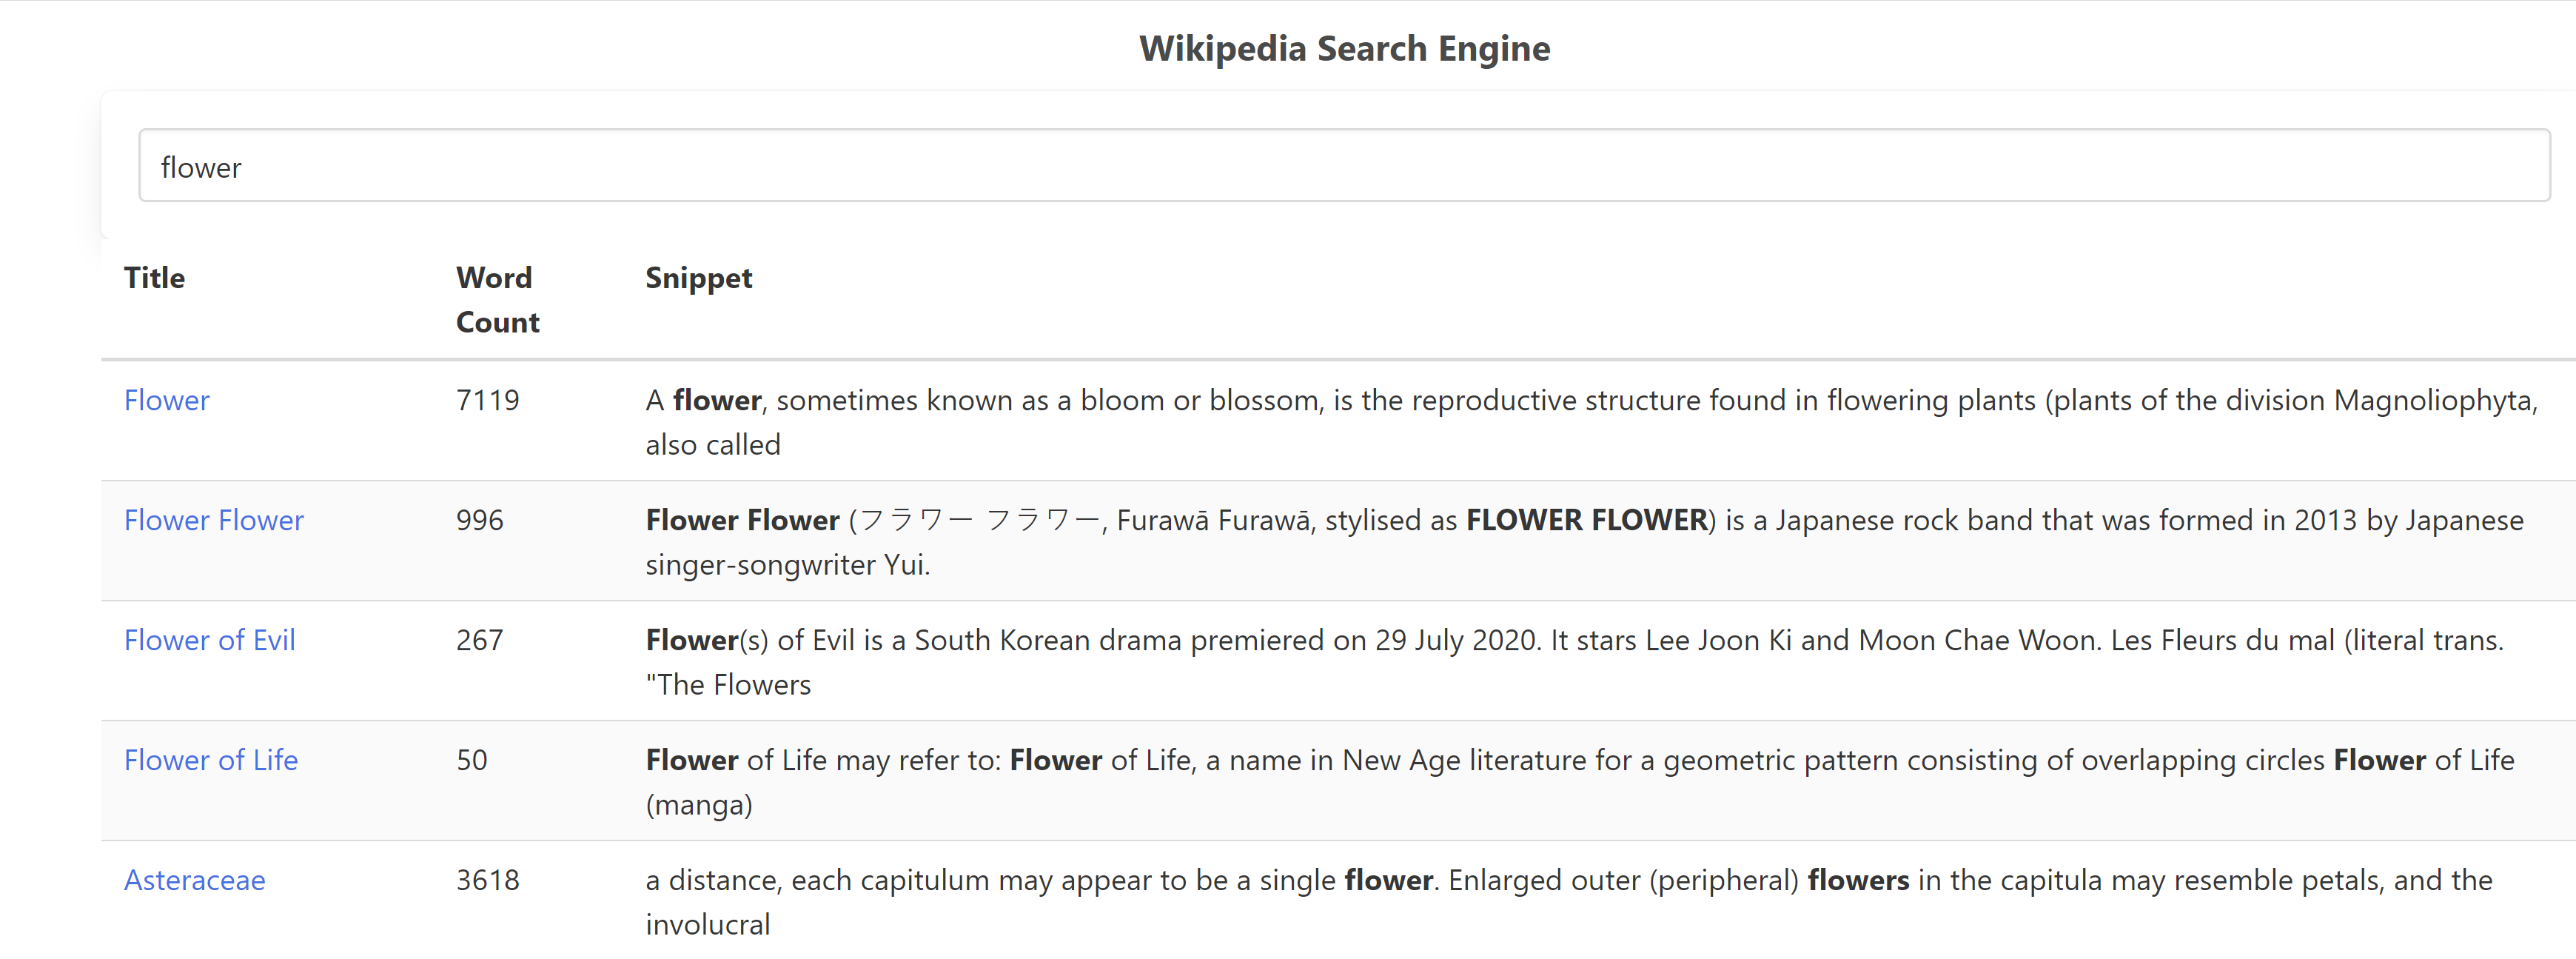 Wikipedia Search Engine
flower
Title Word Count Snippet
Flower 7119 A flower, sometimes known as a bloom or blossom, is the reproductive structure found in flowering plants (plants of the division Magnoliophyta,
also called
Flower Flower 996 Flower Flower (フラワー フラワー, Furawā Furawā, stylised as FLOWER FLOWER) is a Japanese rock band that was formed in 2013 by Japanese
singer-songwriter Yui.
Flower of Evil 267 Flower(s) of Evil is a South Korean drama premiered on 29 July 2020. It stars Lee Joon Ki and Moon Chae Woon. Les Fleurs du mal (literal trans.
"The Flowers
Flower of Life 50 Flower of Life may refer to: Flower of Life, a name in New Age literature for a geometric pattern consisting of overlapping circles Flower of Life
(manga)
Asteraceae 3618 a distance, each capitulum may appear to be a single flower. Enlarged outer (peripheral) flowers in the capitula may resemble petals, and the
involucral